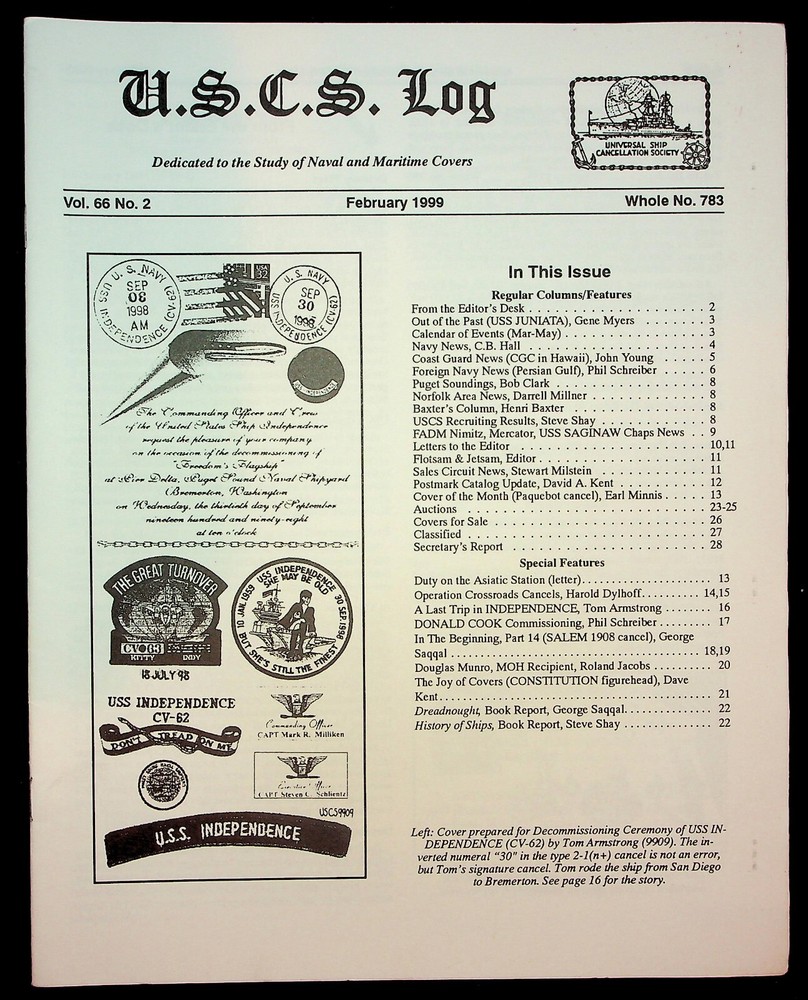 U.S.C.S. Log
UNIVERSAL SHIP
CANCELLATION SOCIETY
Dedicated to the Study of Naval and Maritime Covers
Vol. 66 No. 2 February 1999 Whole No. 783
U. S. NAVY
SEP
08
1998
AM
USS INDEPENDENCE (CV-62)
32
U. S. NAVY
SEP
30
1998
USS INDEPENDENCE (CV-62)
The Commanding Officer and Crew
of the United States Ship Independence
request the pleasure of your company
on the occasion of the decommissioning of
"Freedom's Flagship
at Pier Delta, Puget Sound Naval Shipyard
Bremerton, Washington
on Wednesday, the thirtieth day of September
nineteen hundred and ninety-eight
at ten o'clock
THE GREAT TURNOVER
CV 63
KITTY INDY
18 JULY 98
USS INDEPENDENCE
SHE MAY BE OLD
10 JAN. 1959 30 SEP. 1998
BUT SHE'S STILL THE FINEST
USS INDEPENDENCE
CV-62
DON'T TREAD ON ME
Commanding Officer
CAPT Mark R. Milliken
Executive Officer
CAPT Steven C. Schlientz
USCS9909
U.S.S. INDEPENDENCE
In This Issue
Regular Columns/Features
From the Editor's Desk . . . . . . . . . . . . . . . . . . . . . . . . . 2
Out of the Past (USS JUNIATA), Gene Myers . . . . . . . 3
Calendar of Events (Mar-May) . . . . . . . . . . . . . . . . . . . 3
Navy News, C.B. Hall . . . . . . . . . . . . . . . . . . . . . . . . 4
Coast Guard News (CGC in Hawaii), John Young . . . . . 5
Foreign Navy News (Persian Gulf), Phil Schreiber . . . . . 6
Puget Soundings, Bob Clark . . . . . . . . . . . . . . . . . . . . 8
Norfolk Area News, Darrell Millner . . . . . . . . . . . . . . . 8
Baxter's Column, Henri Baxter . . . . . . . . . . . . . . . . . . 8
USCS Recruiting Results, Steve Shay . . . . . . . . . . . . . . 8
FADM Nimitz, Mercator, USS SAGINAW Chaps News . . 9
Letters to the Editor . . . . . . . . . . . . . . . . . . . . . . . . . 10,11
Flotsam & Jetsam, Editor . . . . . . . . . . . . . . . . . . . . . . 11
Sales Circuit News, Stewart Milstein . . . . . . . . . . . . . . 11
Postmark Catalog Update, David A. Kent . . . . . . . . . . . 12
Cover of the Month (Paquebot cancel), Earl Minnis . . . . . 13
Auctions . . . . . . . . . . . . . . . . . . . . . . . . . . . . . . . . 23-25
Covers for Sale . . . . . . . . . . . . . . . . . . . . . . . . . . . . 26
Classified . . . . . . . . . . . . . . . . . . . . . . . . . . . . . . . . 27
Secretary's Report . . . . . . . . . . . . . . . . . . . . . . . . . . 28
Special Features
Duty on the Asiatic Station (letter). . . . . . . . . . . . . . . . . 13
Operation Crossroads Cancels, Harold Dylhoff. . . . . . . . . 14,15
A Last Trip in INDEPENDENCE, Tom Armstrong . . . . . . . 16
DONALD COOK Commissioning, Phil Schreiber . . . . . . . . 17
In The Beginning, Part 14 (SALEM 1908 cancel), George
Saqqal . . . . . . . . . . . . . . . . . . . . . . . . . . . . . . . . . 18,19
Douglas Munro, MOH Recipient, Roland Jacobs . . . . . . . . 20
The Joy of Covers (CONSTITUTION figurehead), Dave
Kent. . . . . . . . . . . . . . . . . . . . . . . . . . . . . . . . . . . 21
Dreadnought, Book Report, George Saqqal. . . . . . . . . . . . 22
History of Ships, Book Report, Steve Shay . . . . . . . . . . . . 22
Left: Cover prepared for Decommissioning Ceremony of USS IN-
DEPENDENCE (CV-62) by Tom Armstrong (9909). The in-
verted numeral "30" in the type 2-1(n+) cancel is not an error,
but Tom's signature cancel. Tom rode the ship from San Diego
to Bremerton. See page 16 for the story.